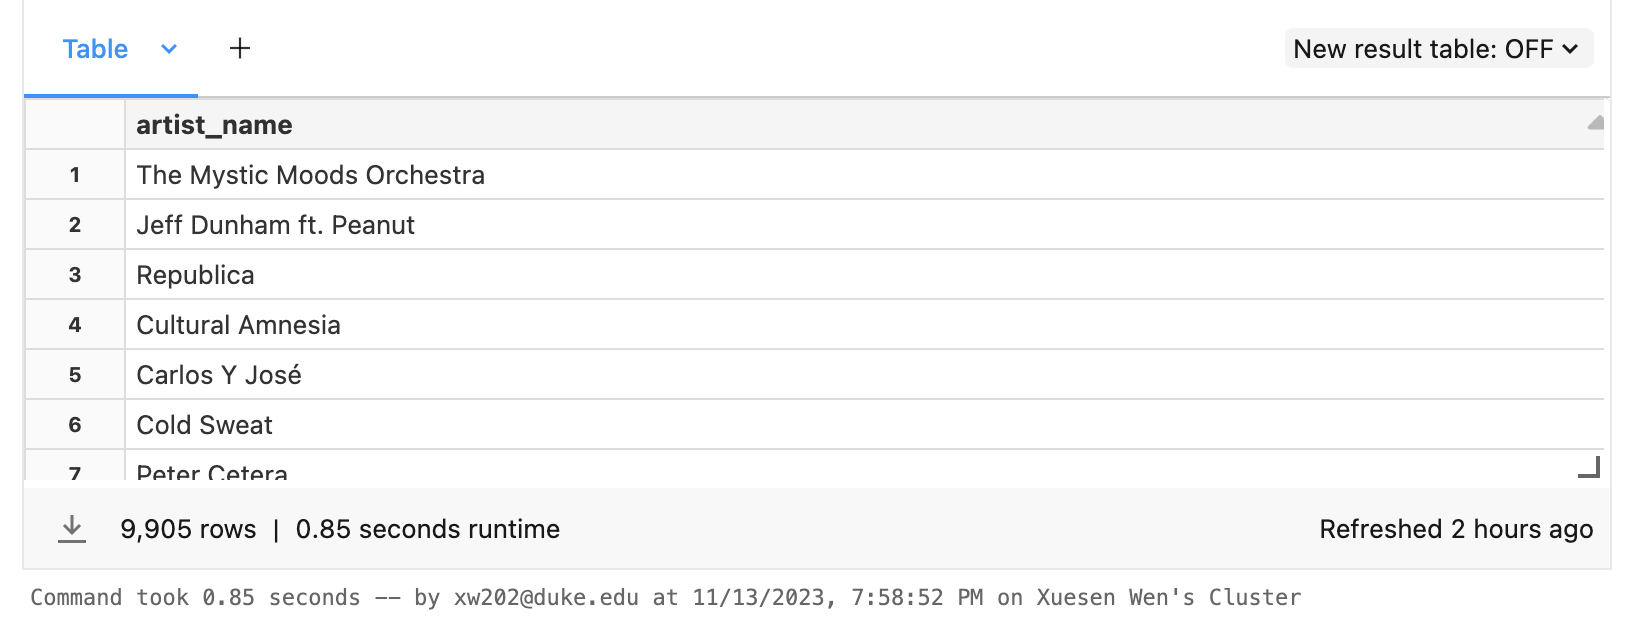 Table
New result table: OFF
artist_name
1 The Mystic Moods Orchestra
2 Jeff Dunham ft. Peanut
3 Republica
4 Cultural Amnesia
5 Carlos Y José
6 Cold Sweat
7 Peter Cetera
9,905 rows | 0.85 seconds runtime
Refreshed 2 hours ago
Command took 0.85 seconds -- by xw202@duke.edu at 11/13/2023, 7:58:52 PM on Xuesen Wen's Cluster